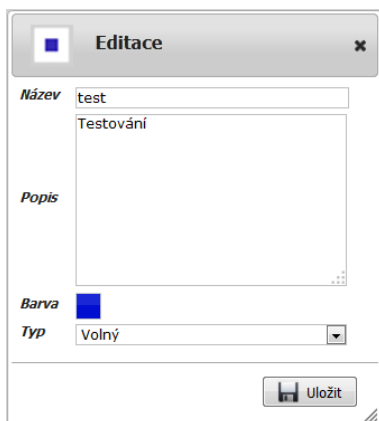 Editace
Název test
Testování
Popis
Barva
Typ Volný
Uložit